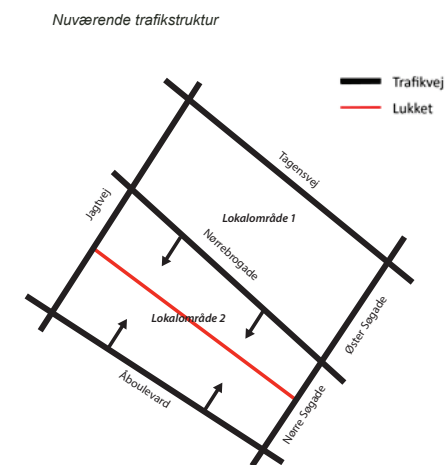 Nuværende trafikstruktur
Trafikvej
Lukket
Tagensvej
Jagtvej
Lokalområde 1
Nørrebrogade
Lokalområde 2
Øster Søgade
Åboulevard
Nørre Søgade